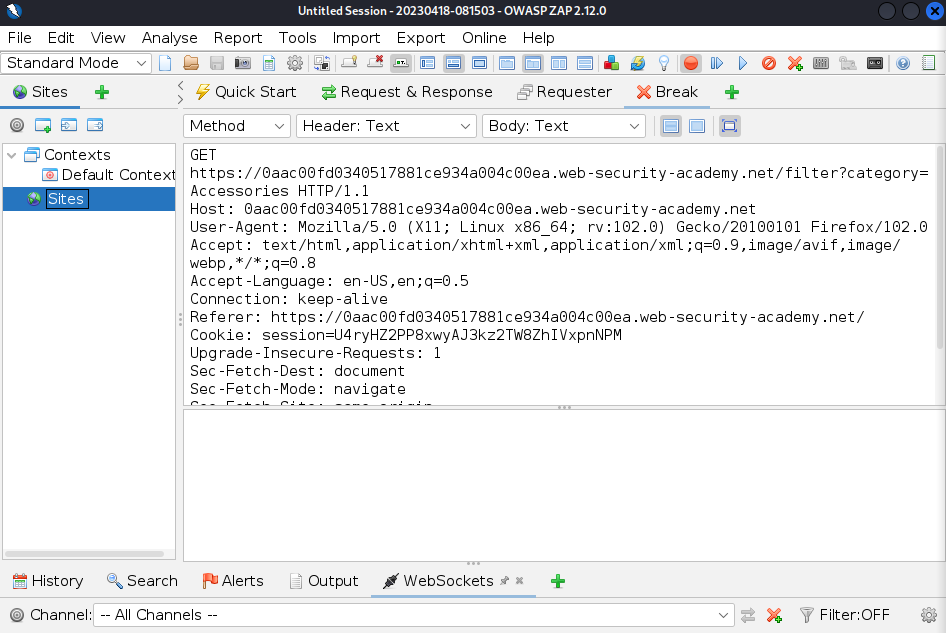 Untitled Session - 20230418-081503 - OWASP ZAP 2.12.0
File Edit View Analyse Report Tools Import Export Online Help
Standard Mode
Sites
Quick Start Request & Response Requester Break
Method Header: Text Body: Text
Contexts
Default Context
Sites
GET
https://0aac00fd0340517881ce934a004c00ea.web-security-academy.net/filter?category=
Accessories HTTP/1.1
Host: 0aac00fd0340517881ce934a004c00ea.web-security-academy.net
User-Agent: Mozilla/5.0 (X11; Linux x86_64; rv:102.0) Gecko/20100101 Firefox/102.0
Accept: text/html,application/xhtml+xml,application/xml;q=0.9,image/avif,image/
webp,*/*;q=0.8
Accept-Language: en-US,en;q=0.5
Connection: keep-alive
Referer: https://0aac00fd0340517881ce934a004c00ea.web-security-academy.net/
Cookie: session=U4ryHZ2PP8xwyAJ3kz2TW8ZhIVxpnNPM
Upgrade-Insecure-Requests: 1
Sec-Fetch-Dest: document
Sec-Fetch-Mode: navigate
Sec-Fetch-Site: same-origin
History Search Alerts Output WebSockets
Channel: -- All Channels -- Filter:OFF